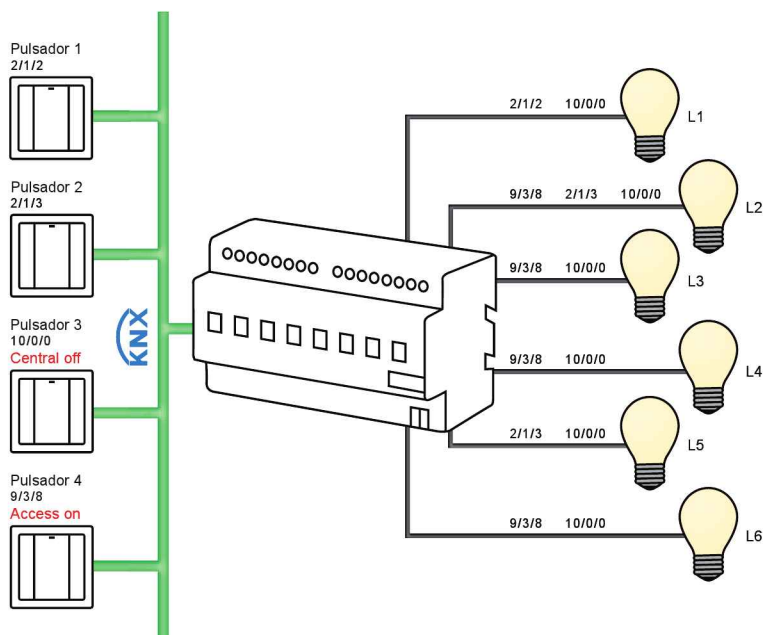 Pulsador 1
2/1/2
Pulsador 2
2/1/3
Pulsador 3
10/0/0
Central off
Pulsador 4
9/3/8
Access on
KNX
2/1/2 10/0/0
L1
9/3/8 2/1/3 10/0/0
L2
9/3/8 10/0/0
L3
9/3/8 10/0/0
L4
2/1/3 10/0/0
L5
9/3/8 10/0/0
L6